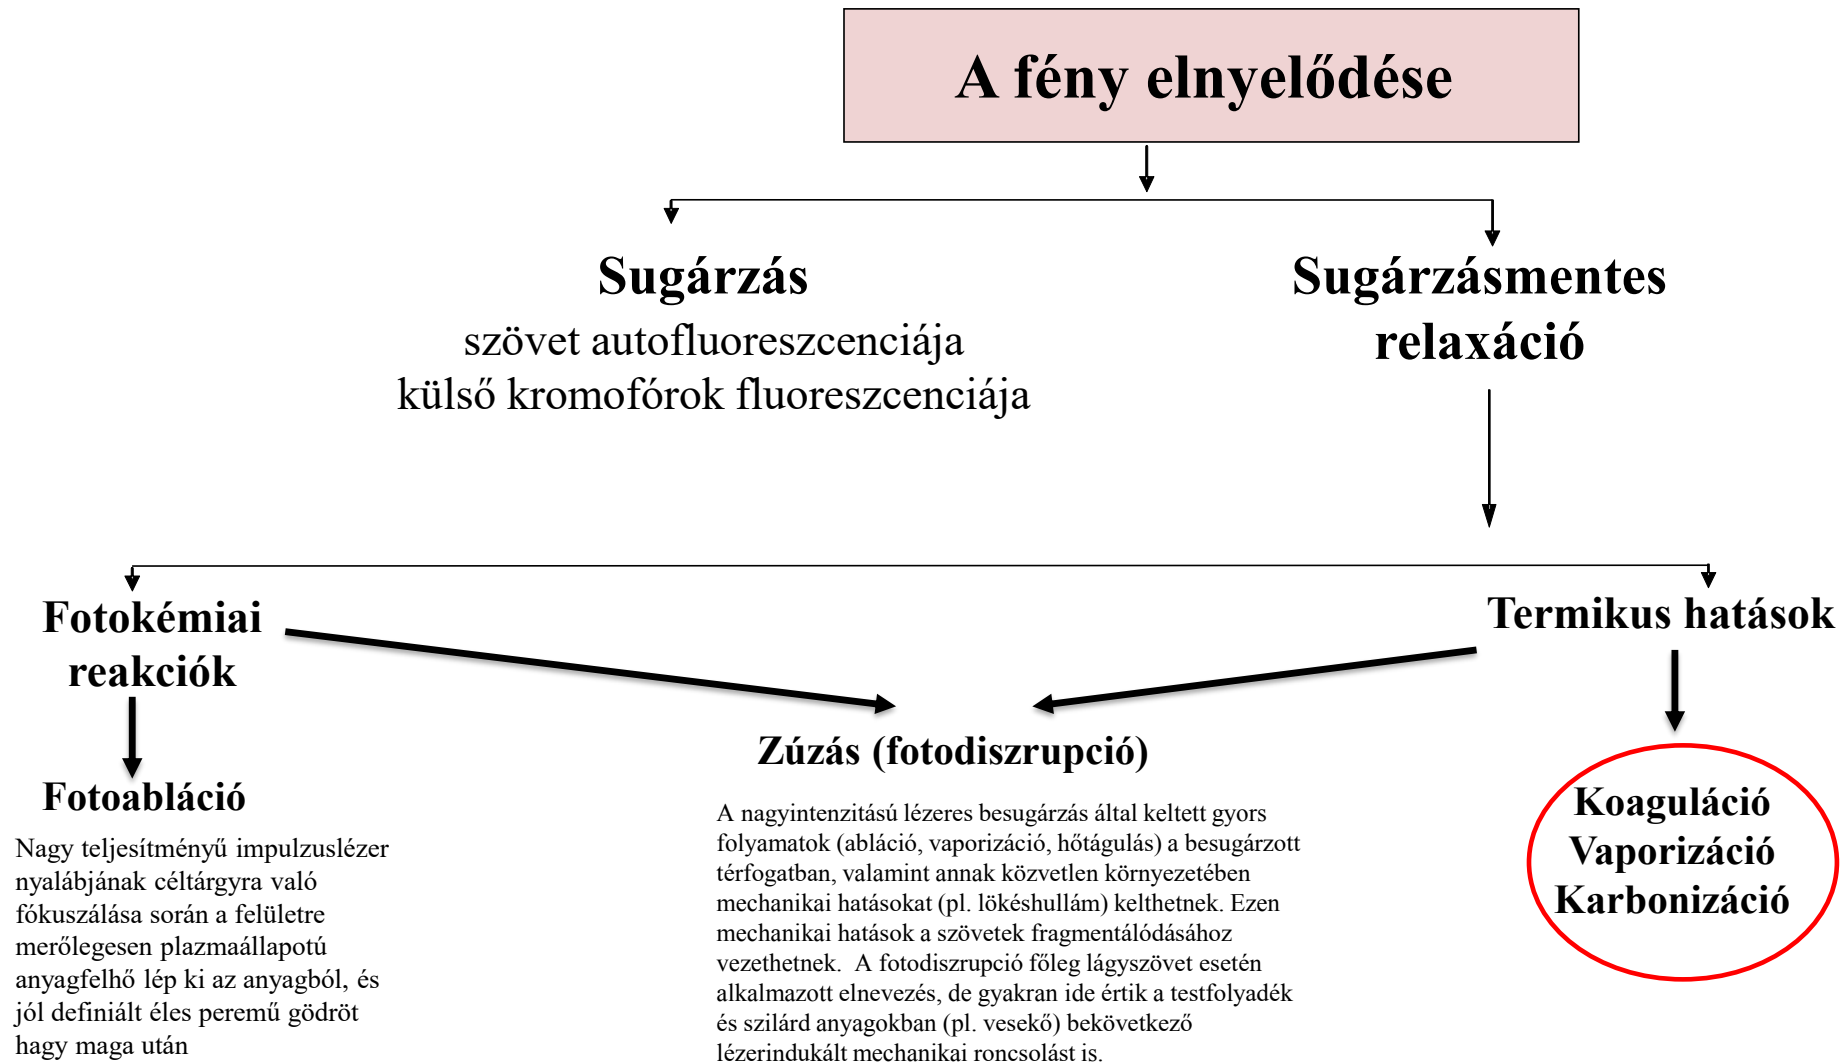 A fény elnyelődése
Sugárzás
szövet autofluoreszcenciája
külső kromofórok fluoreszcenciája
Sugárzásmentes
relaxáció
Fotokémiai
reakciók
Termikus hatások
Fotoabláció
Nagy teljesítményű impulzuslézer
nyalábjának céltárgyra való
fókuszálása során a felületre
merőlegesen plazmaállapotú
anyagfelhő lép ki az anyagból, és
jól definiált éles peremű gödröt
hagy maga után
Zúzás (fotodiszrupció)
A nagyintenzitású lézeres besugárzás által keltett gyors
folyamatok (abláció, vaporizáció, hőtágulás) a besugárzott
térfogatban, valamint annak közvetlen környezetében
mechanikai hatásokat (pl. lökéshullám) kelthetnek. Ezen
mechanikai hatások a szövetek fragmentálódásához
vezethetnek.  A fotodiszrupció főleg lágyszövet esetén
alkalmazott elnevezés, de gyakran ide értik a testfolyadék
és szilárd anyagokban (pl. vesekő) bekövetkező
lézerindukált mechanikai roncsolást is.
Koaguláció
Vaporizáció
Karbonizáció